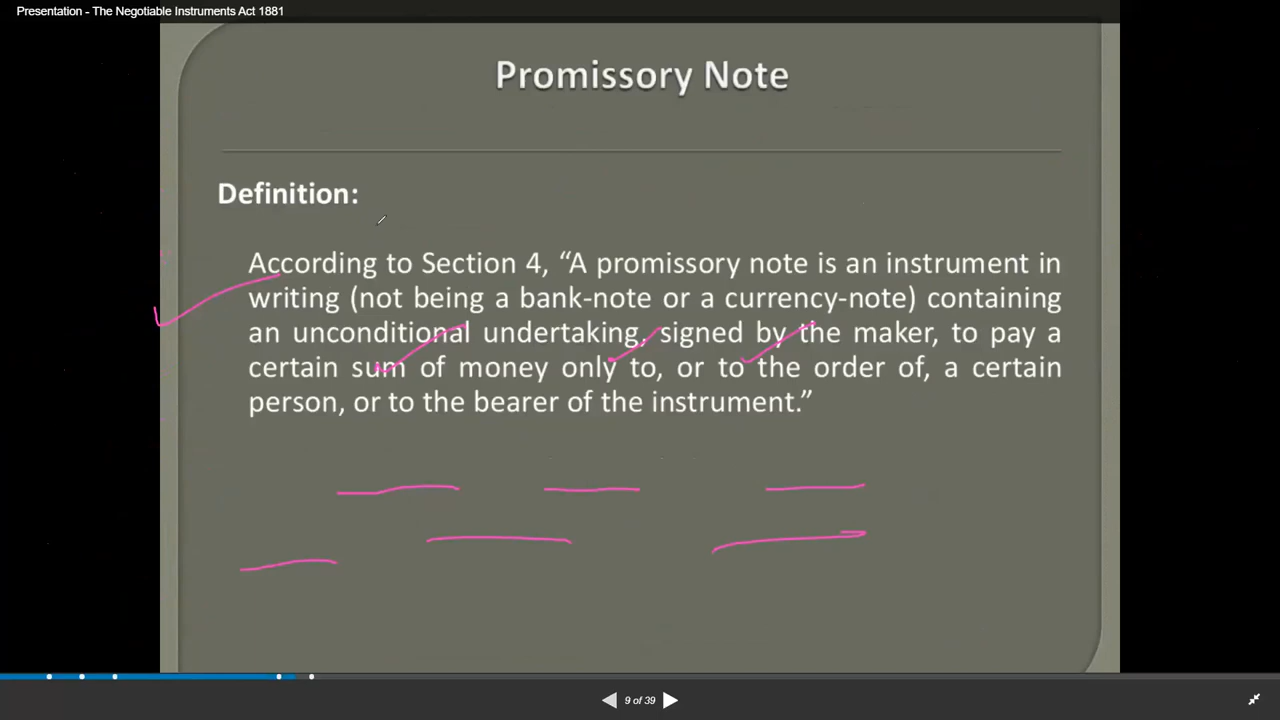 Presentation - The Negotiable Instruments Act 1881
Promissory Note
Definition:
According to Section 4, “A promissory note is an instrument in
writing (not being a bank-note or a currency-note) containing
an unconditional undertaking, signed by the maker, to pay a
certain sum of money only to, or to the order of, a certain
person, or to the bearer of the instrument.”
9 of 39